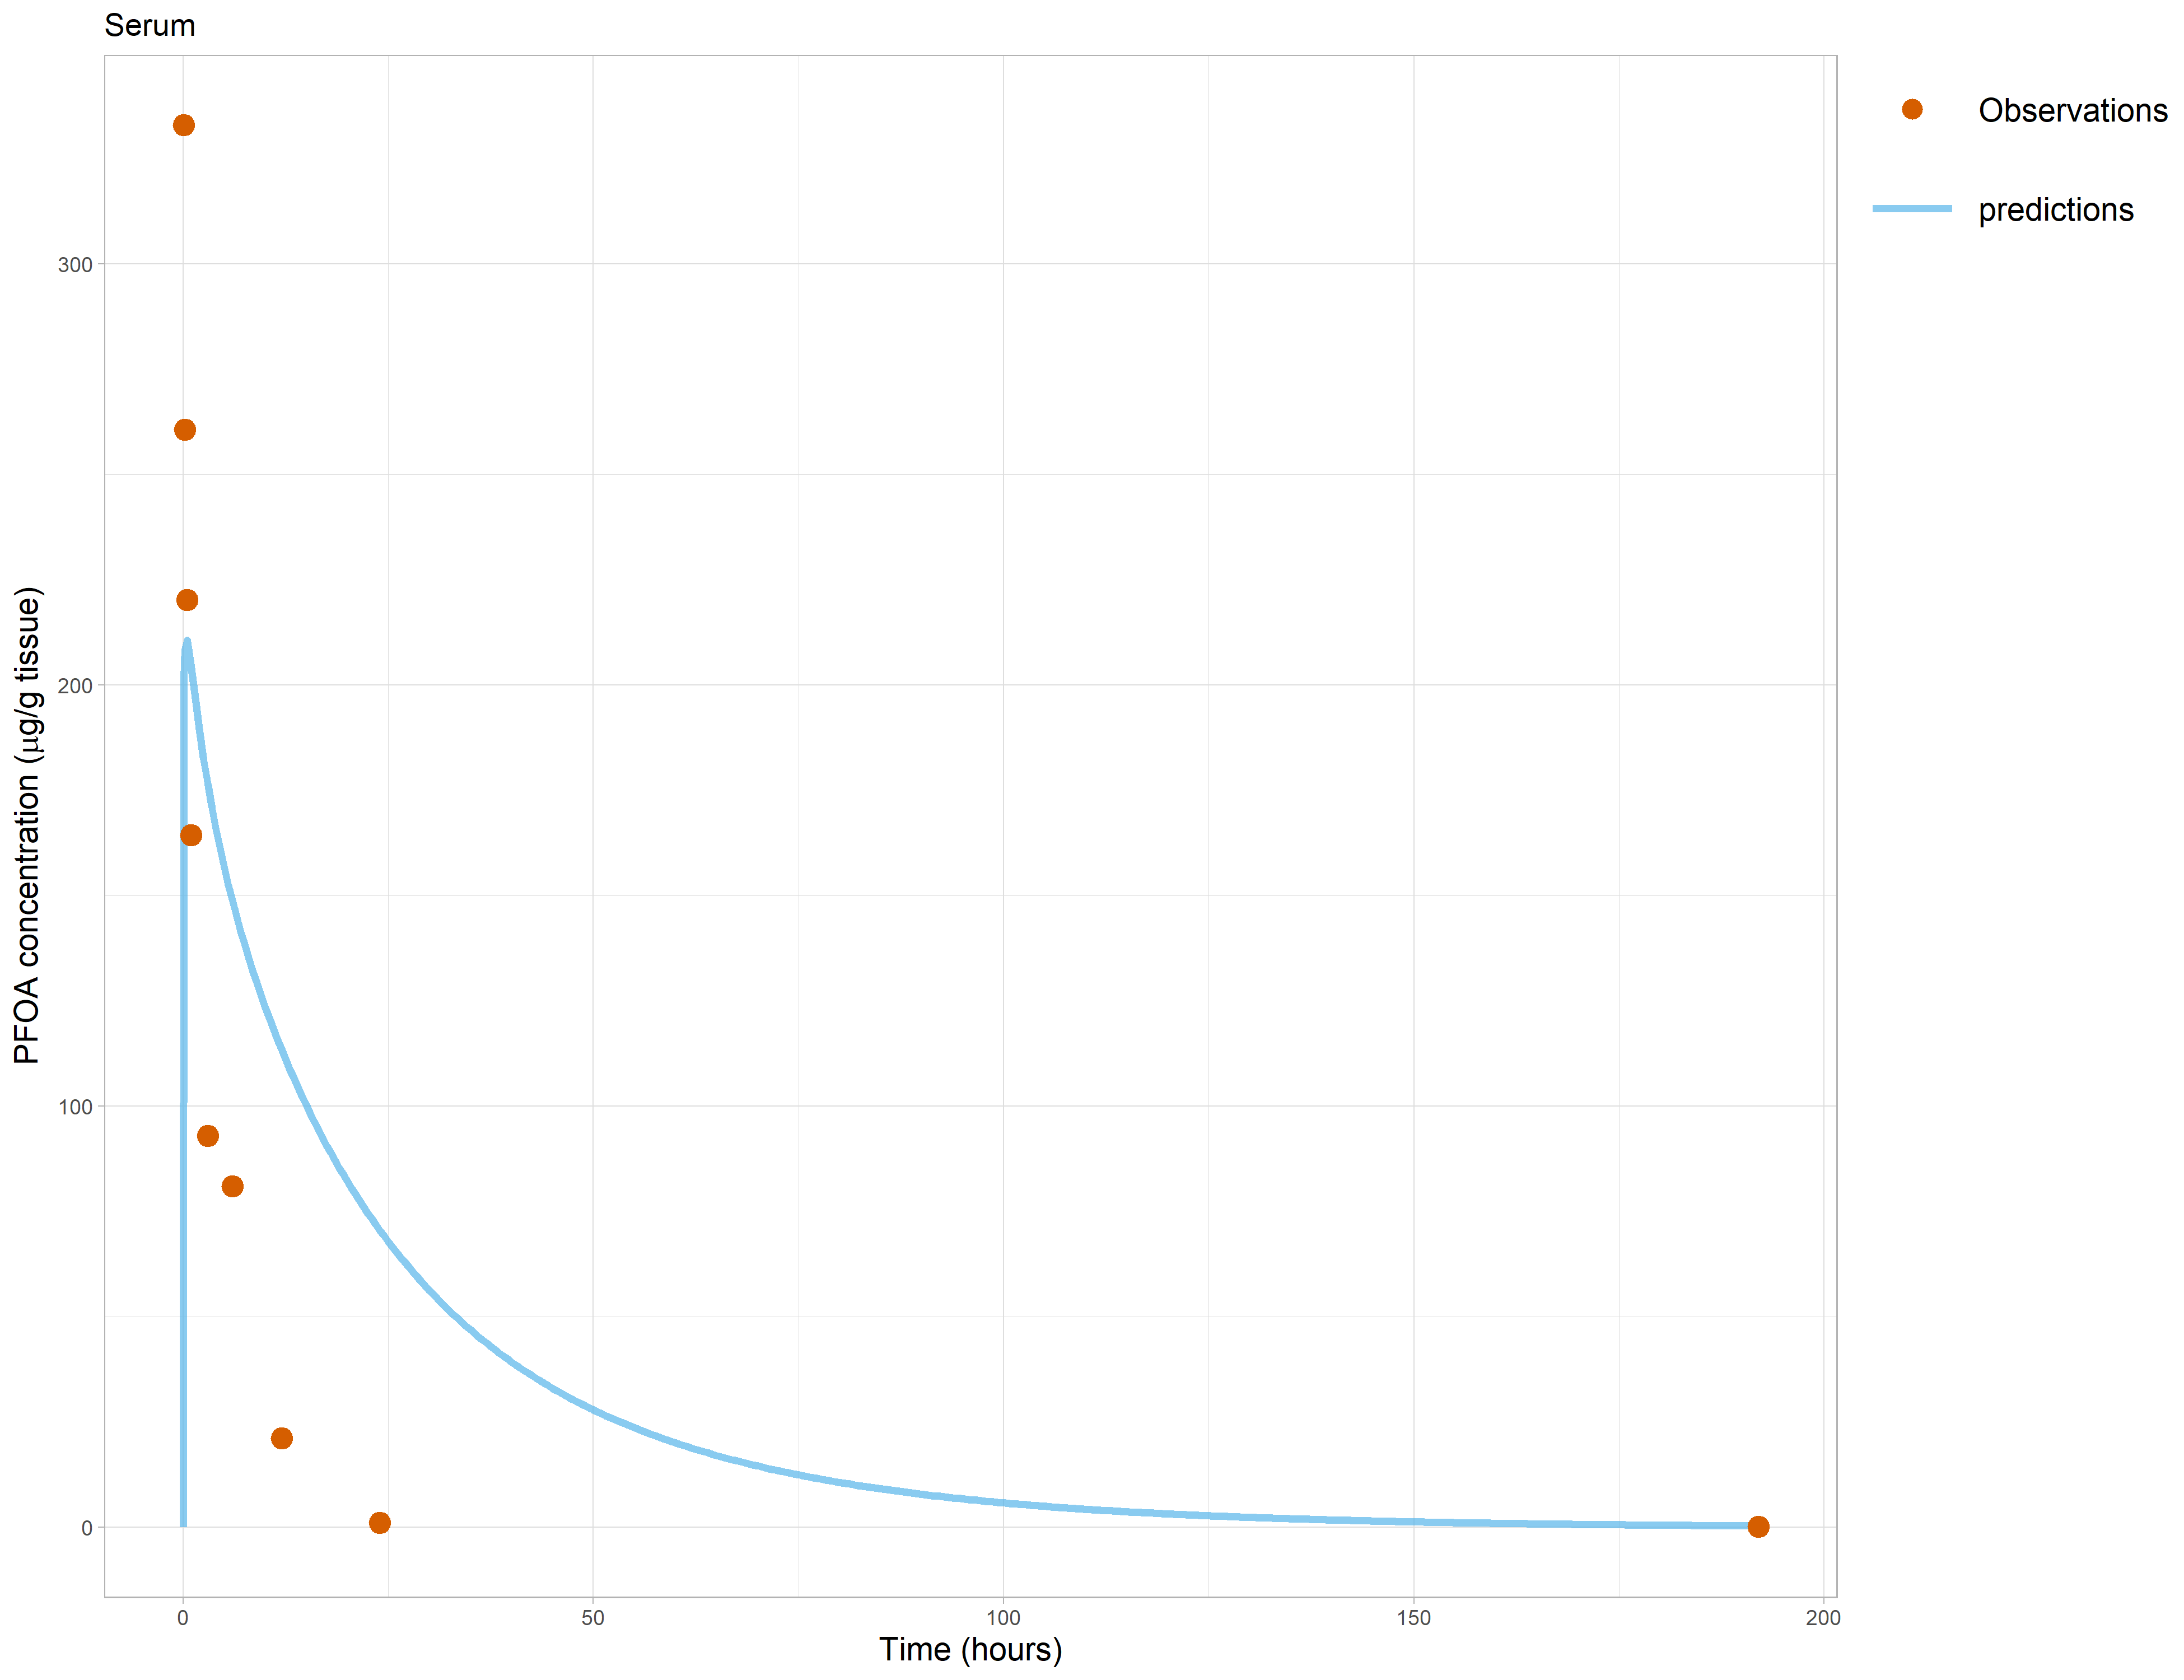 Serum
Observations
predictions
PFOA concentration (μg/g tissue)
300
200
100
0
0
50
100
150
200
Time (hours)